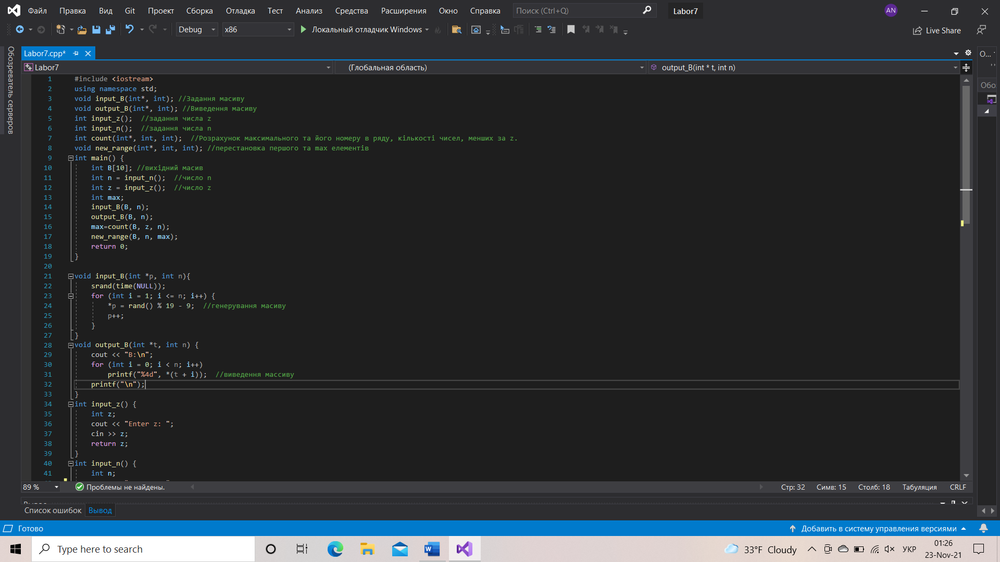 Файл Правка Вид Git Проект Сборка Отладка Тест Анализ Средства Расширения Окно Справка Поиск (Ctrl+Q) Labor7 AN
Debug x86 Локальный отладчик Windows Live Share
Обозреватель серверов
Labor7.cpp*
О...
Labor7 (Глобальная область) output_B(int * t, int n)
Обо
1 #include <iostream>
2 using namespace std;
3 void input_B(int*, int); //Задання масиву
4 void output_B(int*, int); //Виведення масиву
5 int input_z();  //задання числа z
6 int input_n();  //задання числа n
7 int count(int*, int, int);  //Розрахунок максимального та його номеру в ряду, кількості чисел, менших за z.
8 void new_range(int*, int, int); //перестановка першого та max елементів
9 int main() {
10     int B[10]; //вихідний масив
11     int n = input_n();  //число n
12     int z = input_z();  //число z
13     int max;
14     input_B(B, n);
15     output_B(B, n);
16     max=count(B, z, n);
17     new_range(B, n, max);
18     return 0;
19 }
20
21 void input_B(int *p, int n){
22     srand(time(NULL));
23     for (int i = 1; i <= n; i++) {
24         *p = rand() % 19 - 9;  //генерування масиву
25         p++;
26     }
27 }
28 void output_B(int *t, int n) {
29     cout << "B:\n";
30     for (int i = 0; i < n; i++)
31         printf("%4d", *(t + i));  //виведення массиву
32     printf("\n");
33 }
34 int input_z() {
35     int z;
36     cout << "Enter z: ";
37     cin >> z;
38     return z;
39 }
40 int input_n() {
41     int n;
89 % Проблемы не найдены. Стр: 32 Симв: 15 Столб: 18 Табуляция CRLF
Список ошибок Вывод
Готово Добавить в систему управления версиями
Type here to search 33°F Cloudy УКР 01:26
23-Nov-21